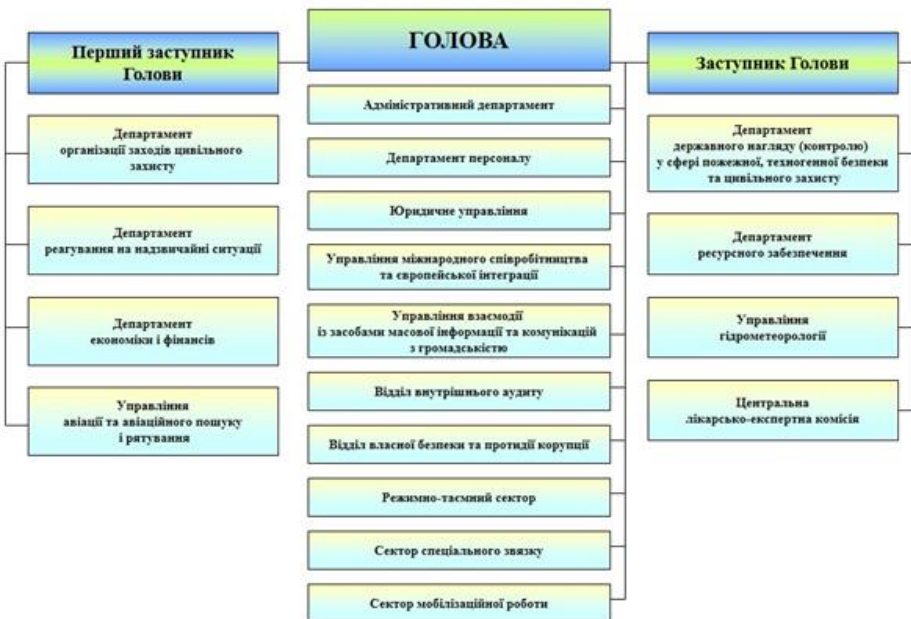 ГОЛОВА
Перший заступник
Голови
Заступник Голови
Департамент
організації заходів цивільного
захисту
Департамент
реагування на надзвичайні ситуації
Департамент
економіки і фінансів
Управління
авіації та авіаційного пошуку
і рятування
Адміністративний департамент
Департамент персоналу
Юридичне управління
Управління міжнародного співробітництва
та європейської інтеграції
Управління взаємодії
із засобами масової інформації та комунікацій
з громадськістю
Відділ внутрішнього аудиту
Відділ власної безпеки та протидії корупції
Режимно-таємний сектор
Сектор спеціального звязку
Сектор мобілізаційної роботи
Департамент
державного нагляду (контролю)
у сфері пожежної, техногенної безпеки
та цивільного захисту
Департамент
ресурсного забезпечення
Управління
гідрометеорології
Центральна
лікарсько-експертна комісія